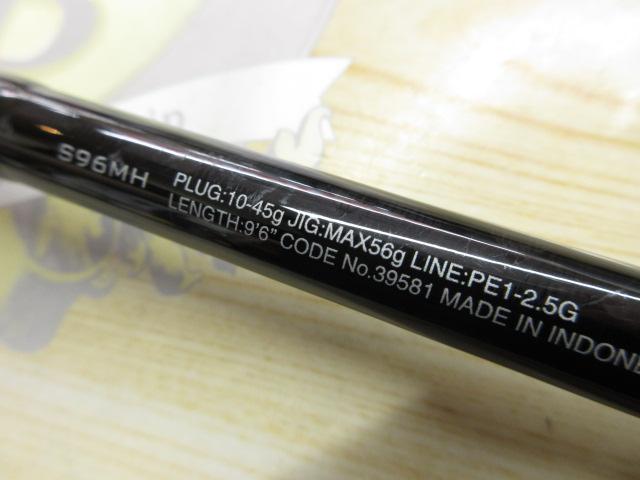 S96MH
PLUG:10-45g JIG:MAX56g LINE:PE1-2.5G
LENGTH:9'6" CODE No.39581 MADE IN INDONE